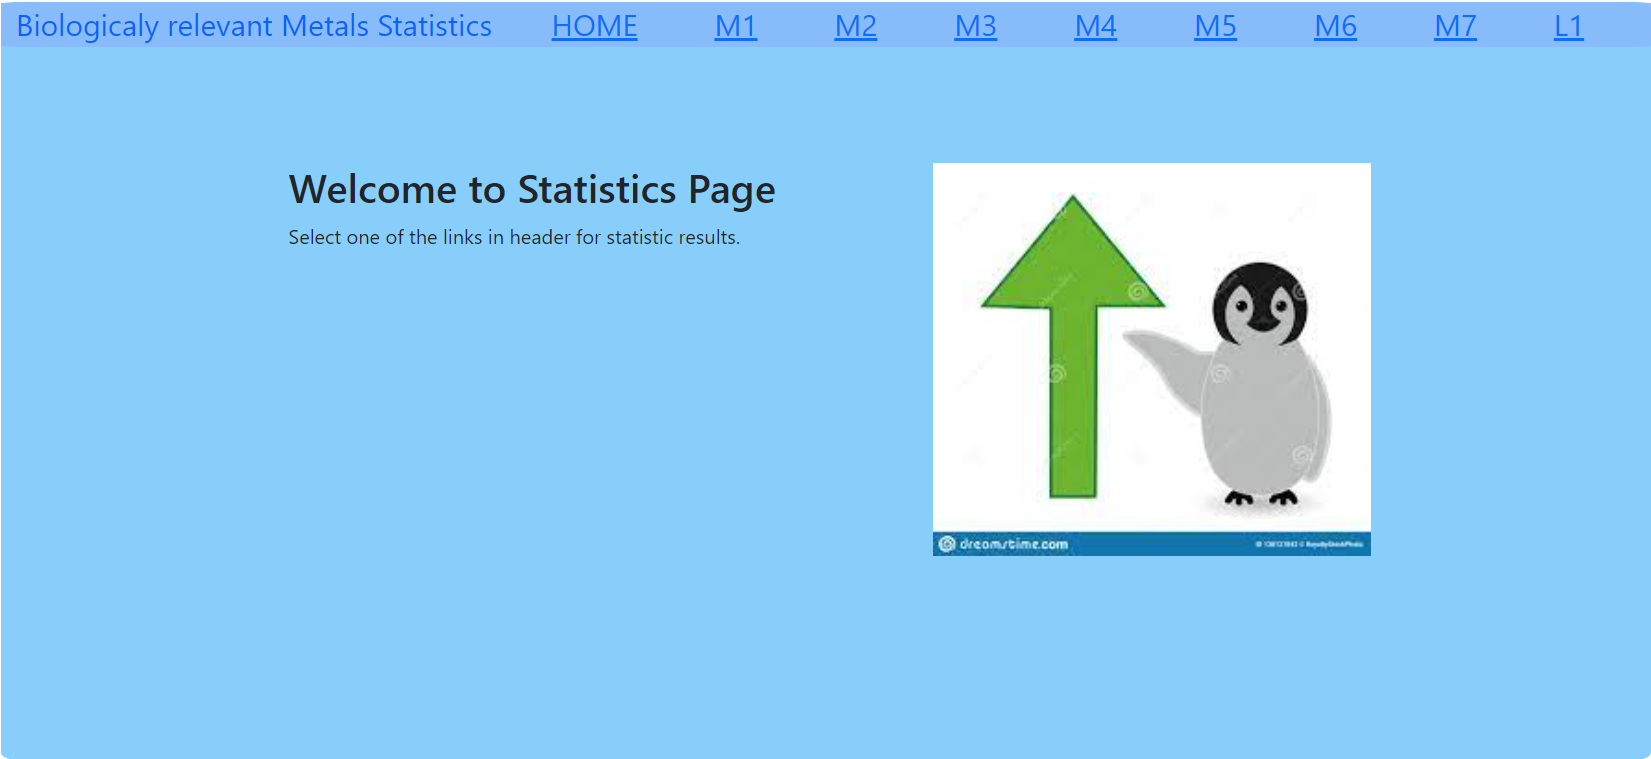 Biologicaly relevant Metals Statistics HOME M1 M2 M3 M4 M5 M6 M7 L1
Welcome to Statistics Page
Select one of the links in header for statistic results.
dreamstime.com